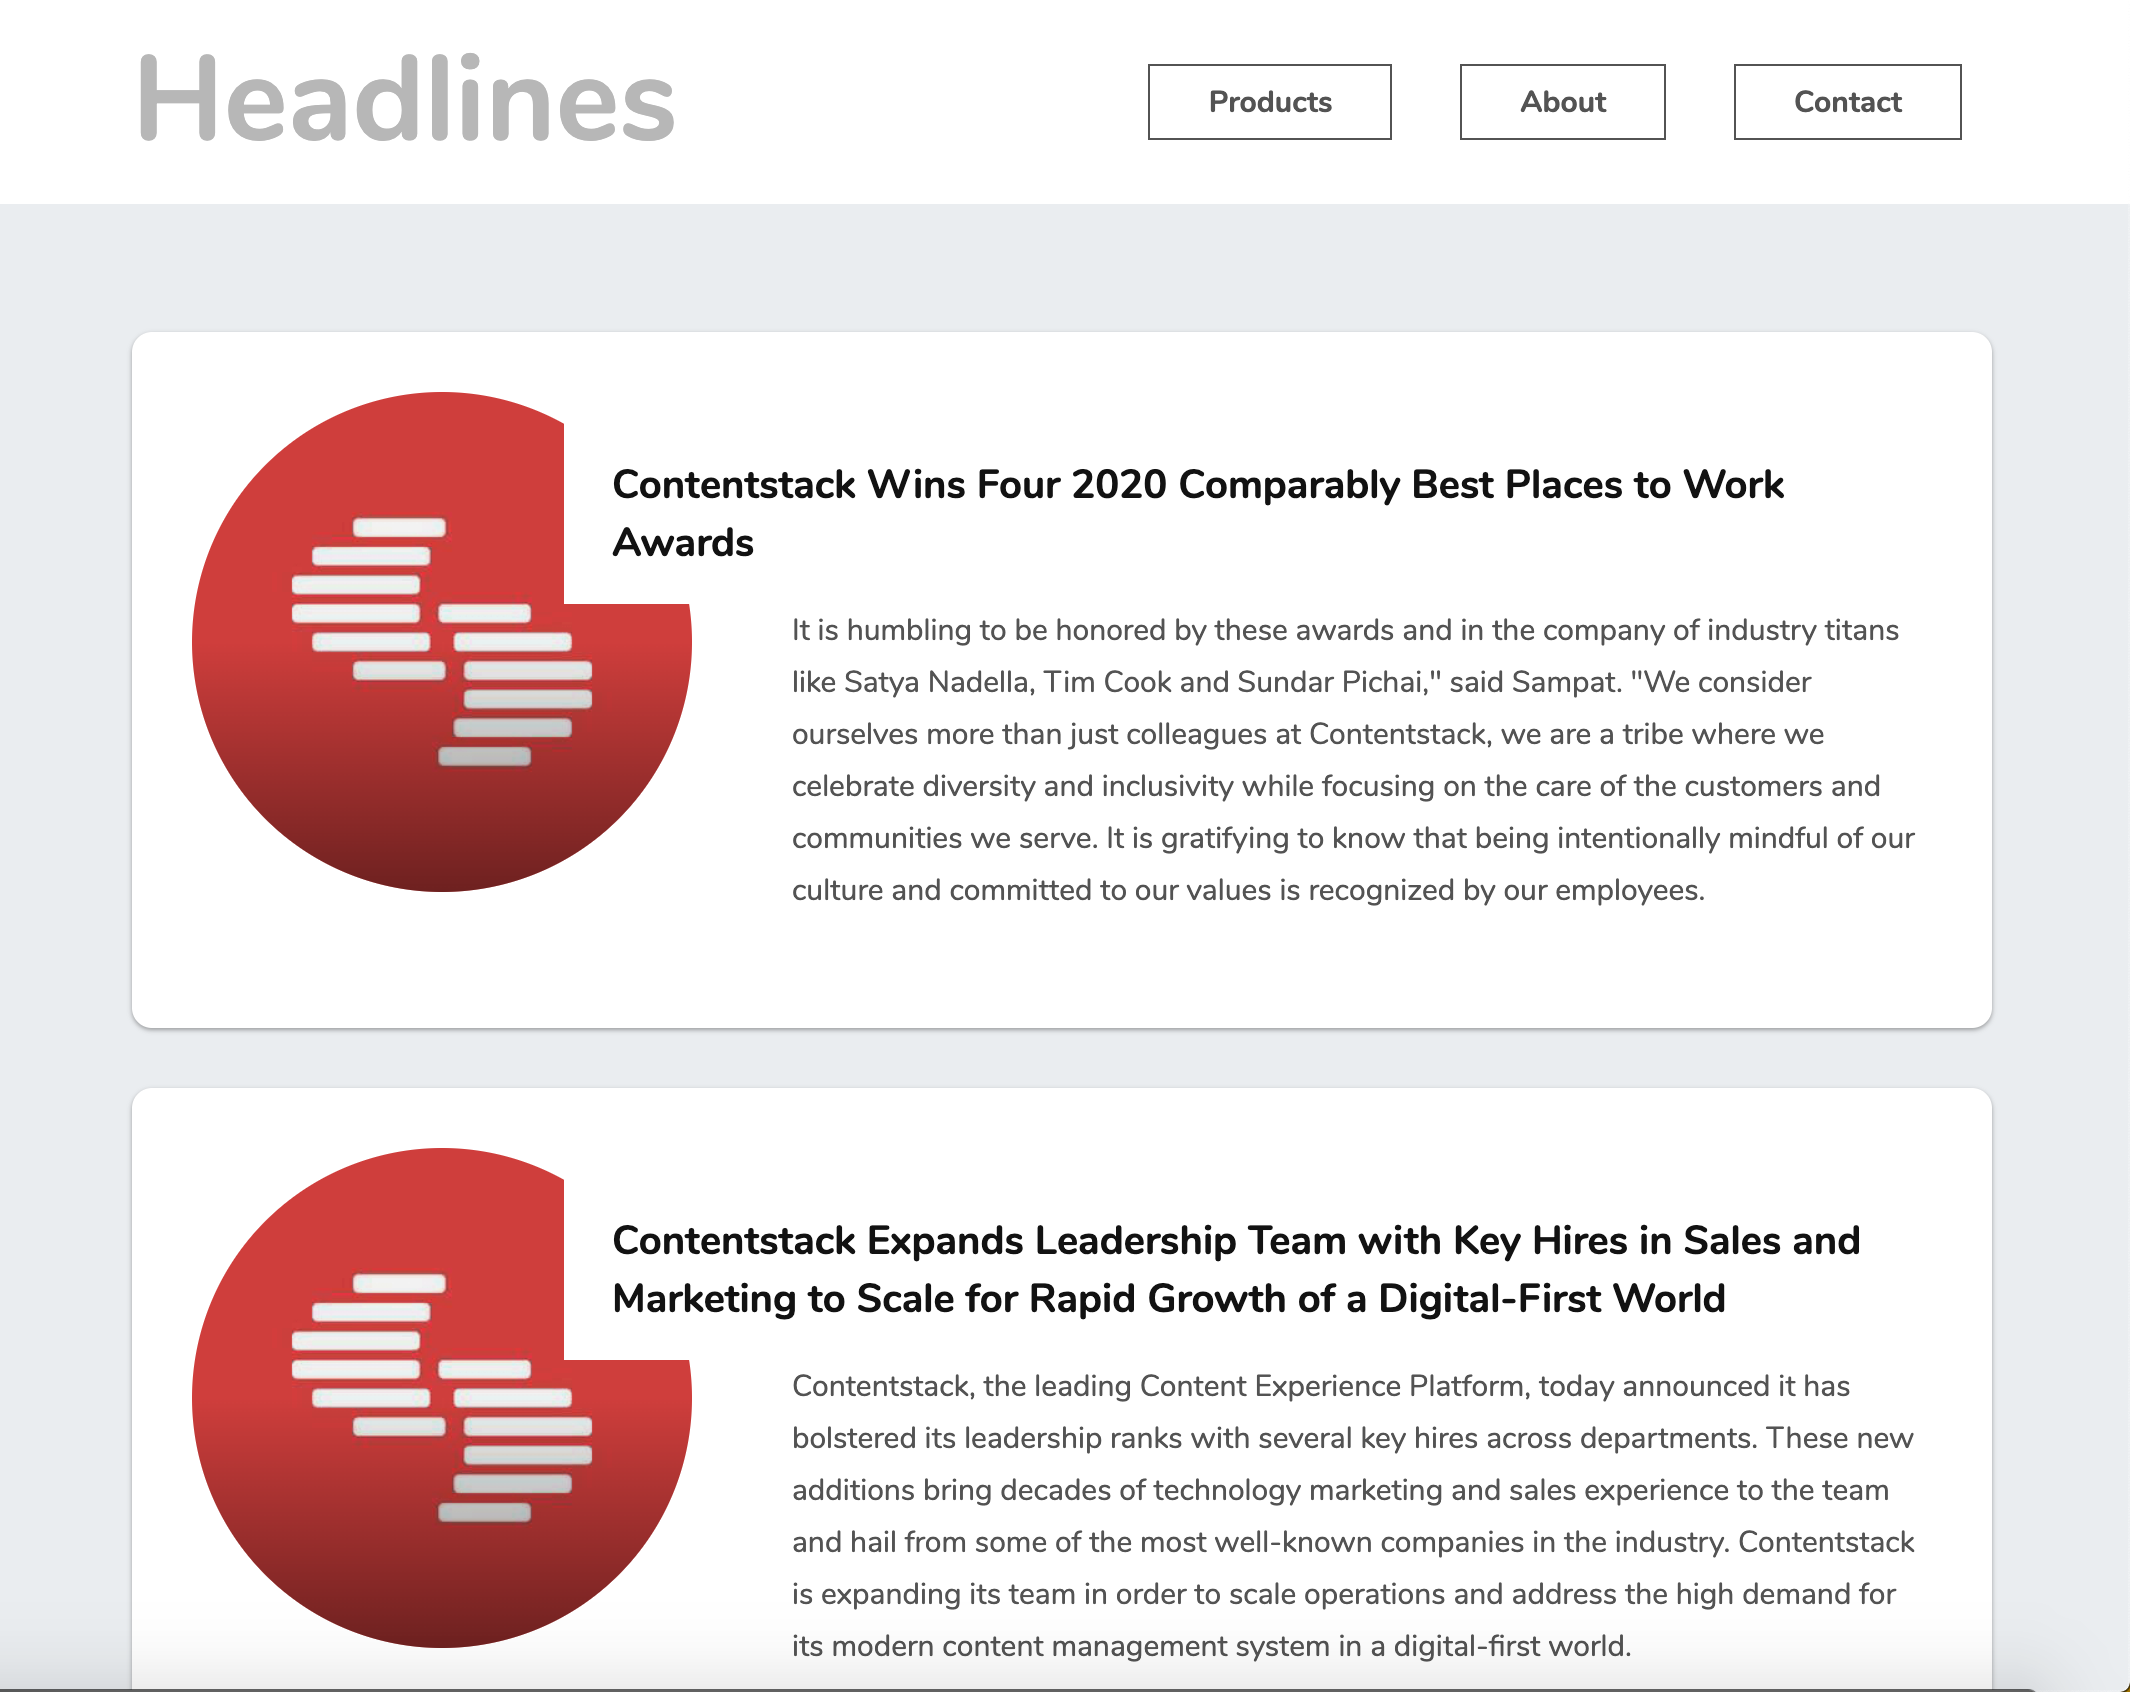 Headlines
Products
About
Contact
Contentstack Wins Four 2020 Comparably Best Places to Work
Awards
It is humbling to be honored by these awards and in the company of industry titans
like Satya Nadella, Tim Cook and Sundar Pichai," said Sampat. "We consider
ourselves more than just colleagues at Contentstack, we are a tribe where we
celebrate diversity and inclusivity while focusing on the care of the customers and
communities we serve. It is gratifying to know that being intentionally mindful of our
culture and committed to our values is recognized by our employees.
Contentstack Expands Leadership Team with Key Hires in Sales and
Marketing to Scale for Rapid Growth of a Digital-First World
Contentstack, the leading Content Experience Platform, today announced it has
bolstered its leadership ranks with several key hires across departments. These new
additions bring decades of technology marketing and sales experience to the team
and hail from some of the most well-known companies in the industry. Contentstack
is expanding its team in order to scale operations and address the high demand for
its modern content management system in a digital-first world.